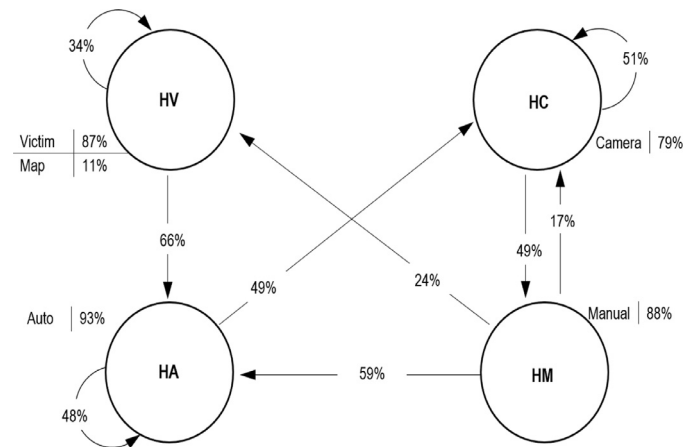 34%
51%
HV
HC
Victim 87%
Map 11%
Camera 79%
17%
66%
49%
49%
24%
Auto 93%
Manual 88%
HA
59%
HM
48%